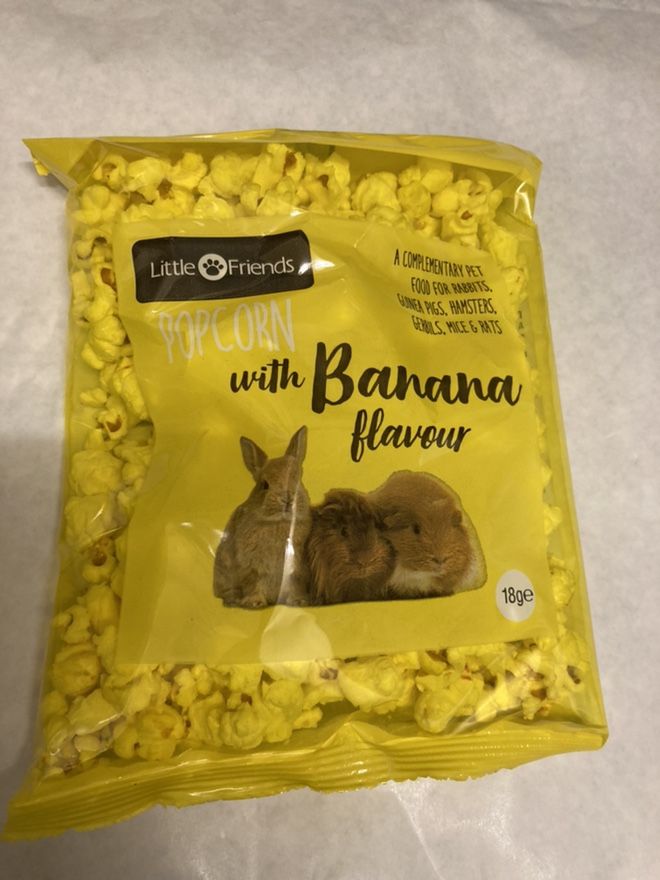 Little Friends
POPCORN
with Banana
flavour
A COMPLEMENTARY PET
FOOD FOR RABBITS,
GUINEA PIGS, HAMSTERS,
GERBILS, MICE & RATS
18g℮